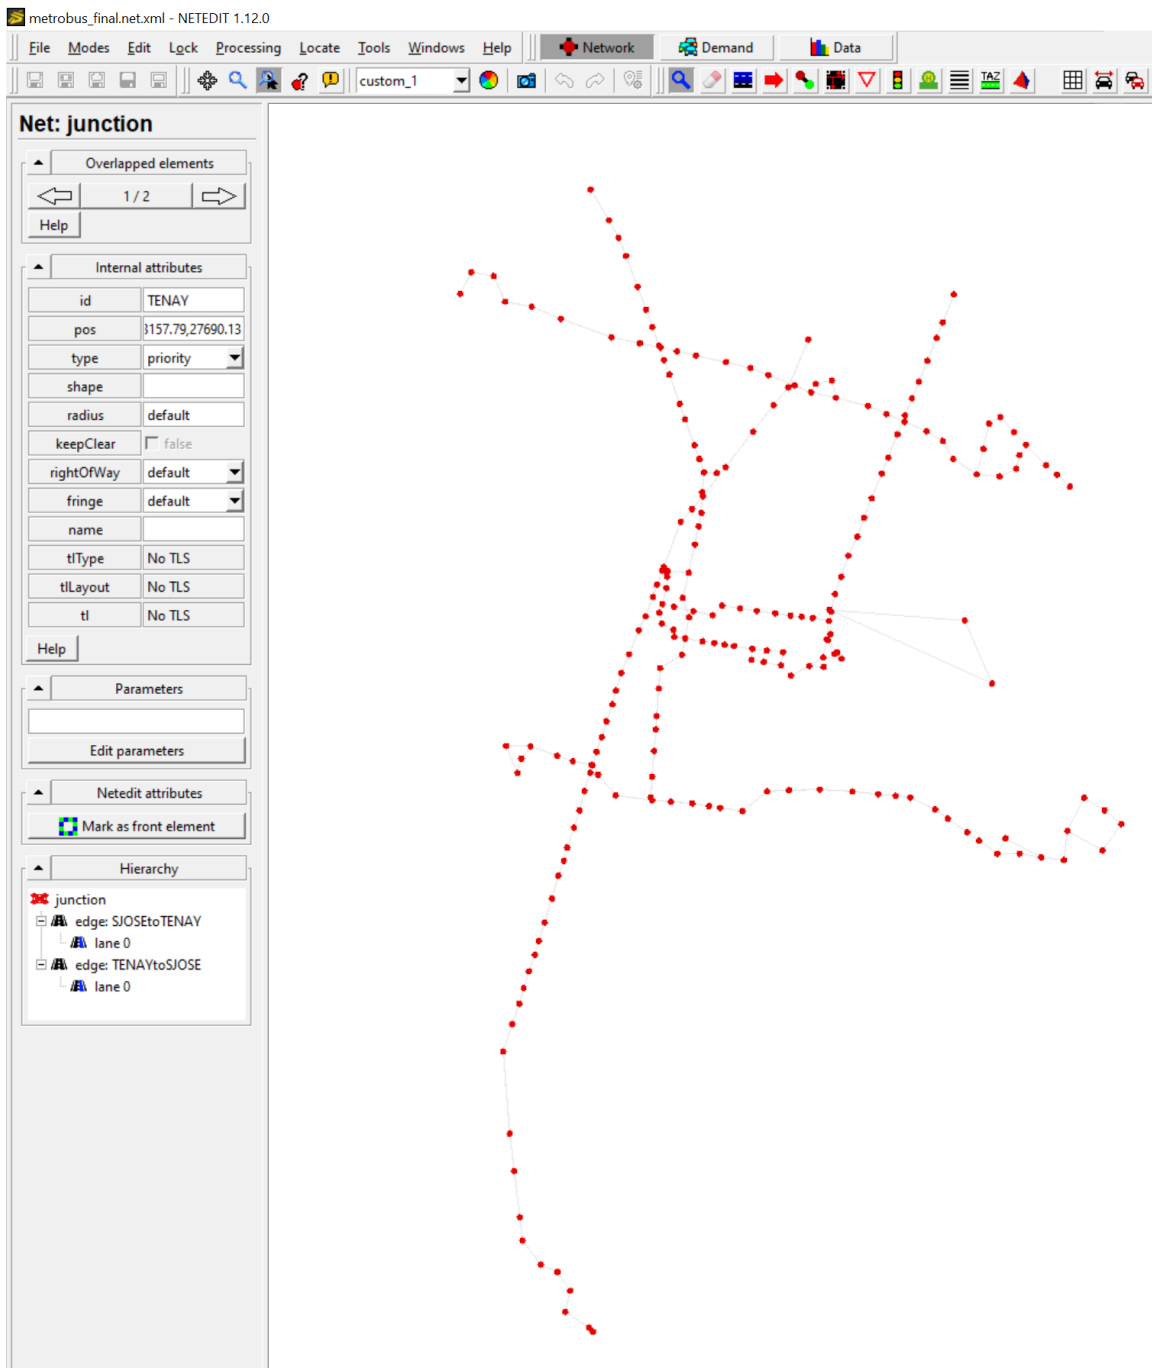 metrobus_final.net.xml - NETEDIT 1.12.0
File Modes Edit Lock Processing Locate Tools Windows Help Network Demand Data
custom_1 TAZ
Net: junction
Overlapped elements
1 / 2
Help
Internal attributes
id TENAY
pos 3157.79,27690.13
type priority
shape
radius default
keepClear false
rightOfWay default
fringe default
name
tlType No TLS
tlLayout No TLS
tl No TLS
Help
Parameters
Edit parameters
Netedit attributes
Mark as front element
Hierarchy
junction
edge: SJOSEtoTENAY
lane 0
edge: TENAYtoSJOSE
lane 0